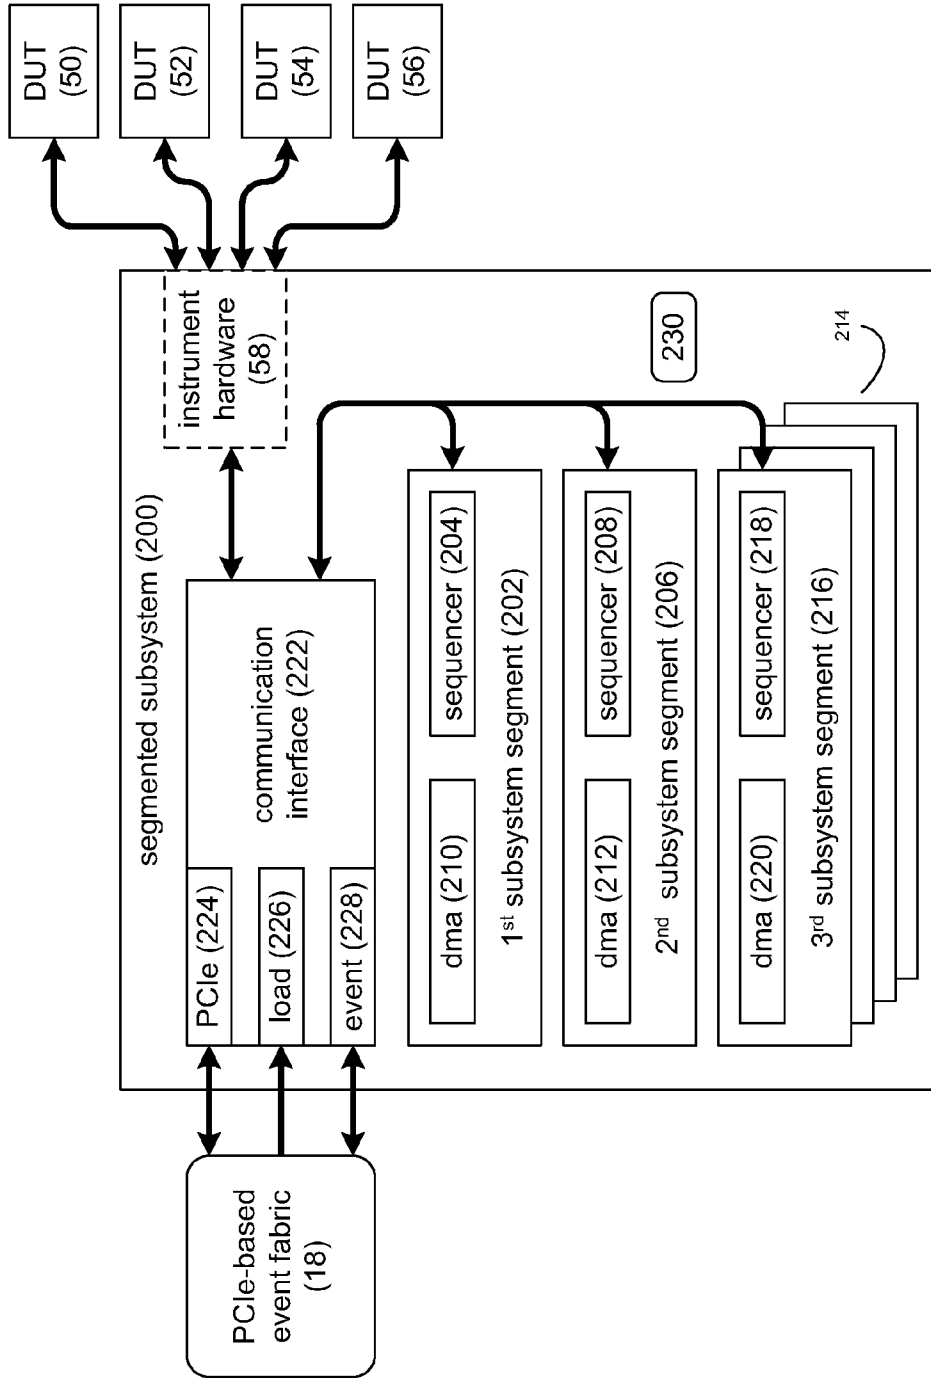 segmented subsystem (200)
PCIe-based
event fabric
(18)
PCIe (224)
load (226)
event (228)
communication
interface (222)
instrument
hardware
(58)
DUT
(50)
DUT
(52)
DUT
(54)
DUT
(56)
dma (210)
sequencer (204)
1st subsystem segment (202)
dma (212)
sequencer (208)
2nd subsystem segment (206)
dma (220)
sequencer (218)
3rd subsystem segment (216)
230
214